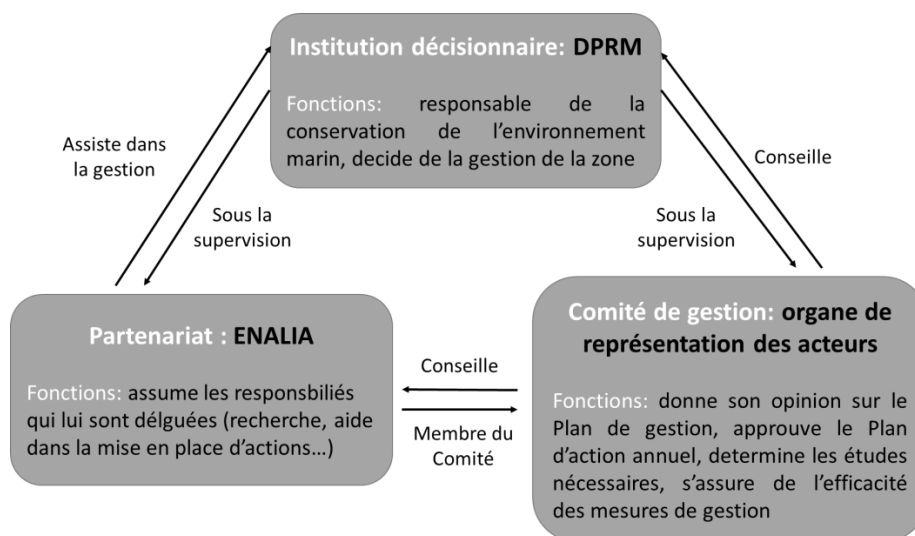 Institution décisionnaire: DPRM
Fonctions: responsable de la
conservation de l'environnement
marin, decide de la gestion de la zone
Assiste dans
la gestion
Conseille
Sous la
supervision
Sous la
supervision
Partenariat : ENALIA
Fonctions: assume les responsbiliés
qui lui sont délguées (recherche, aide
dans la mise en place d'actions…)
Conseille
Membre du
Comité
Comité de gestion: organe de
représentation des acteurs
Fonctions: donne son opinion sur le
Plan de gestion, approuve le Plan
d'action annuel, determine les études
nécessaires, s'assure de l'efficacité
des mesures de gestion